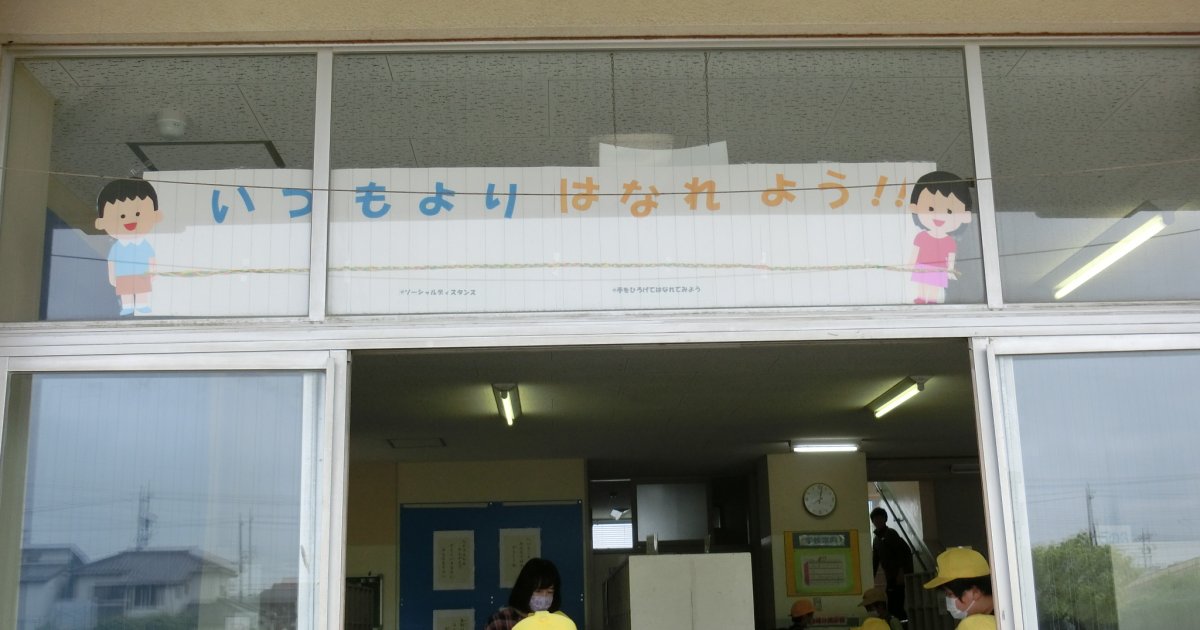 いつもより はなれ よう!!
※ソーシャルディスタンス
※手をひろげてはなれてみよう